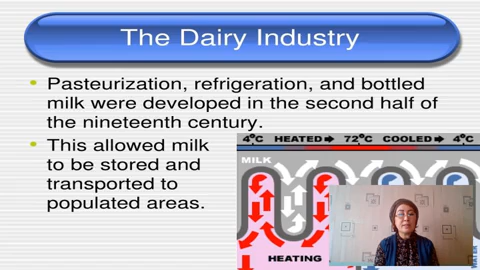 The Dairy Industry
Pasteurization, refrigeration, and bottled
milk were developed in the second half of
the nineteenth century.
This allowed milk
to be stored and
transported to
populated areas.
4°C HEATED 72°C COOLED 4°C
MILK
HEATING
WATER